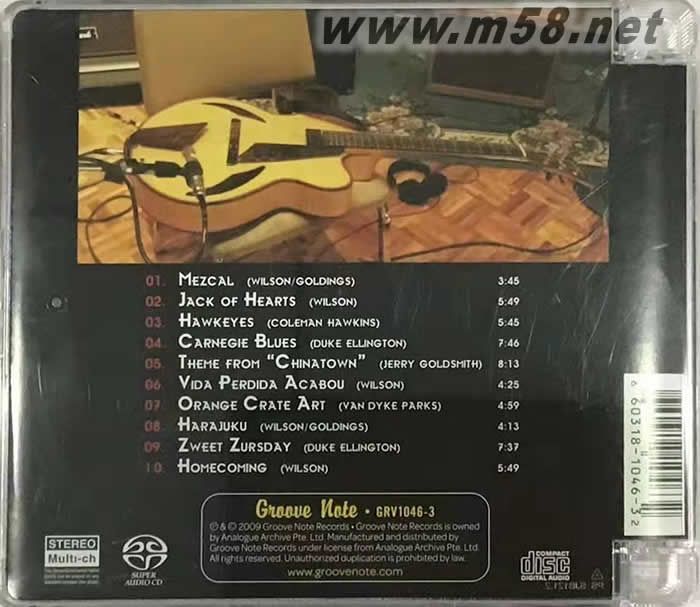 www.m58.net
01. MEZCAL (WILSON/GOLDINGS) 3:45
02. JACK OF HEARTS (WILSON) 5:49
03. HAWKEYES (COLEMAN HAWKINS) 5:45
04. CARNEGIE BLUES (DUKE ELLINGTON) 7:46
05. THEME FROM “CHINATOWN” (JERRY GOLDSMITH) 8:13
06. VIDA PERDIDA ACABOU (WILSON) 4:25
07. ORANGE CRATE ART (VAN DYKE PARKS) 4:59
08. HARAJUKU (WILSON/GOLDINGS) 4:13
09. ZWEET ZURSDAY (DUKE ELLINGTON) 7:37
10. HOMECOMING (WILSON) 5:49
6 60318-1046-3 2
Groove Note • GRV1046-3
℗ & © 2009 Groove Note Records • Groove Note Records is owned
by Analogue Archive Pte. Ltd. Manufactured and distributed by
Groove Note Records under license from Analogue Archive Pte. Ltd.
All rights reserved. Unauthorized duplication is prohibited by law.
www.groovenote.com
STEREO
Multi-ch
SUPER AUDIO CD
COMPACT
disc
DIGITAL AUDIO